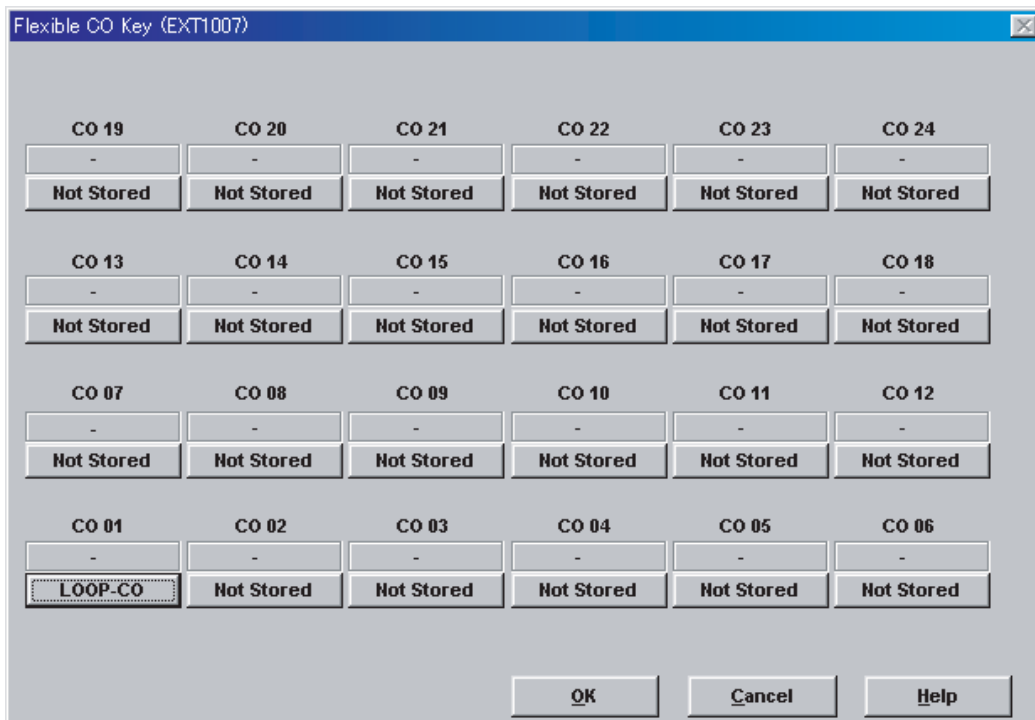 Flexible CO Key (EXT1007)
CO 19 CO 20 CO 21 CO 22 CO 23 CO 24
- - - - - -
Not Stored Not Stored Not Stored Not Stored Not Stored Not Stored
CO 13 CO 14 CO 15 CO 16 CO 17 CO 18
- - - - - -
Not Stored Not Stored Not Stored Not Stored Not Stored Not Stored
CO 07 CO 08 CO 09 CO 10 CO 11 CO 12
- - - - - -
Not Stored Not Stored Not Stored Not Stored Not Stored Not Stored
CO 01 CO 02 CO 03 CO 04 CO 05 CO 06
- - - - - -
LOOP-CO Not Stored Not Stored Not Stored Not Stored Not Stored
OK Cancel Help